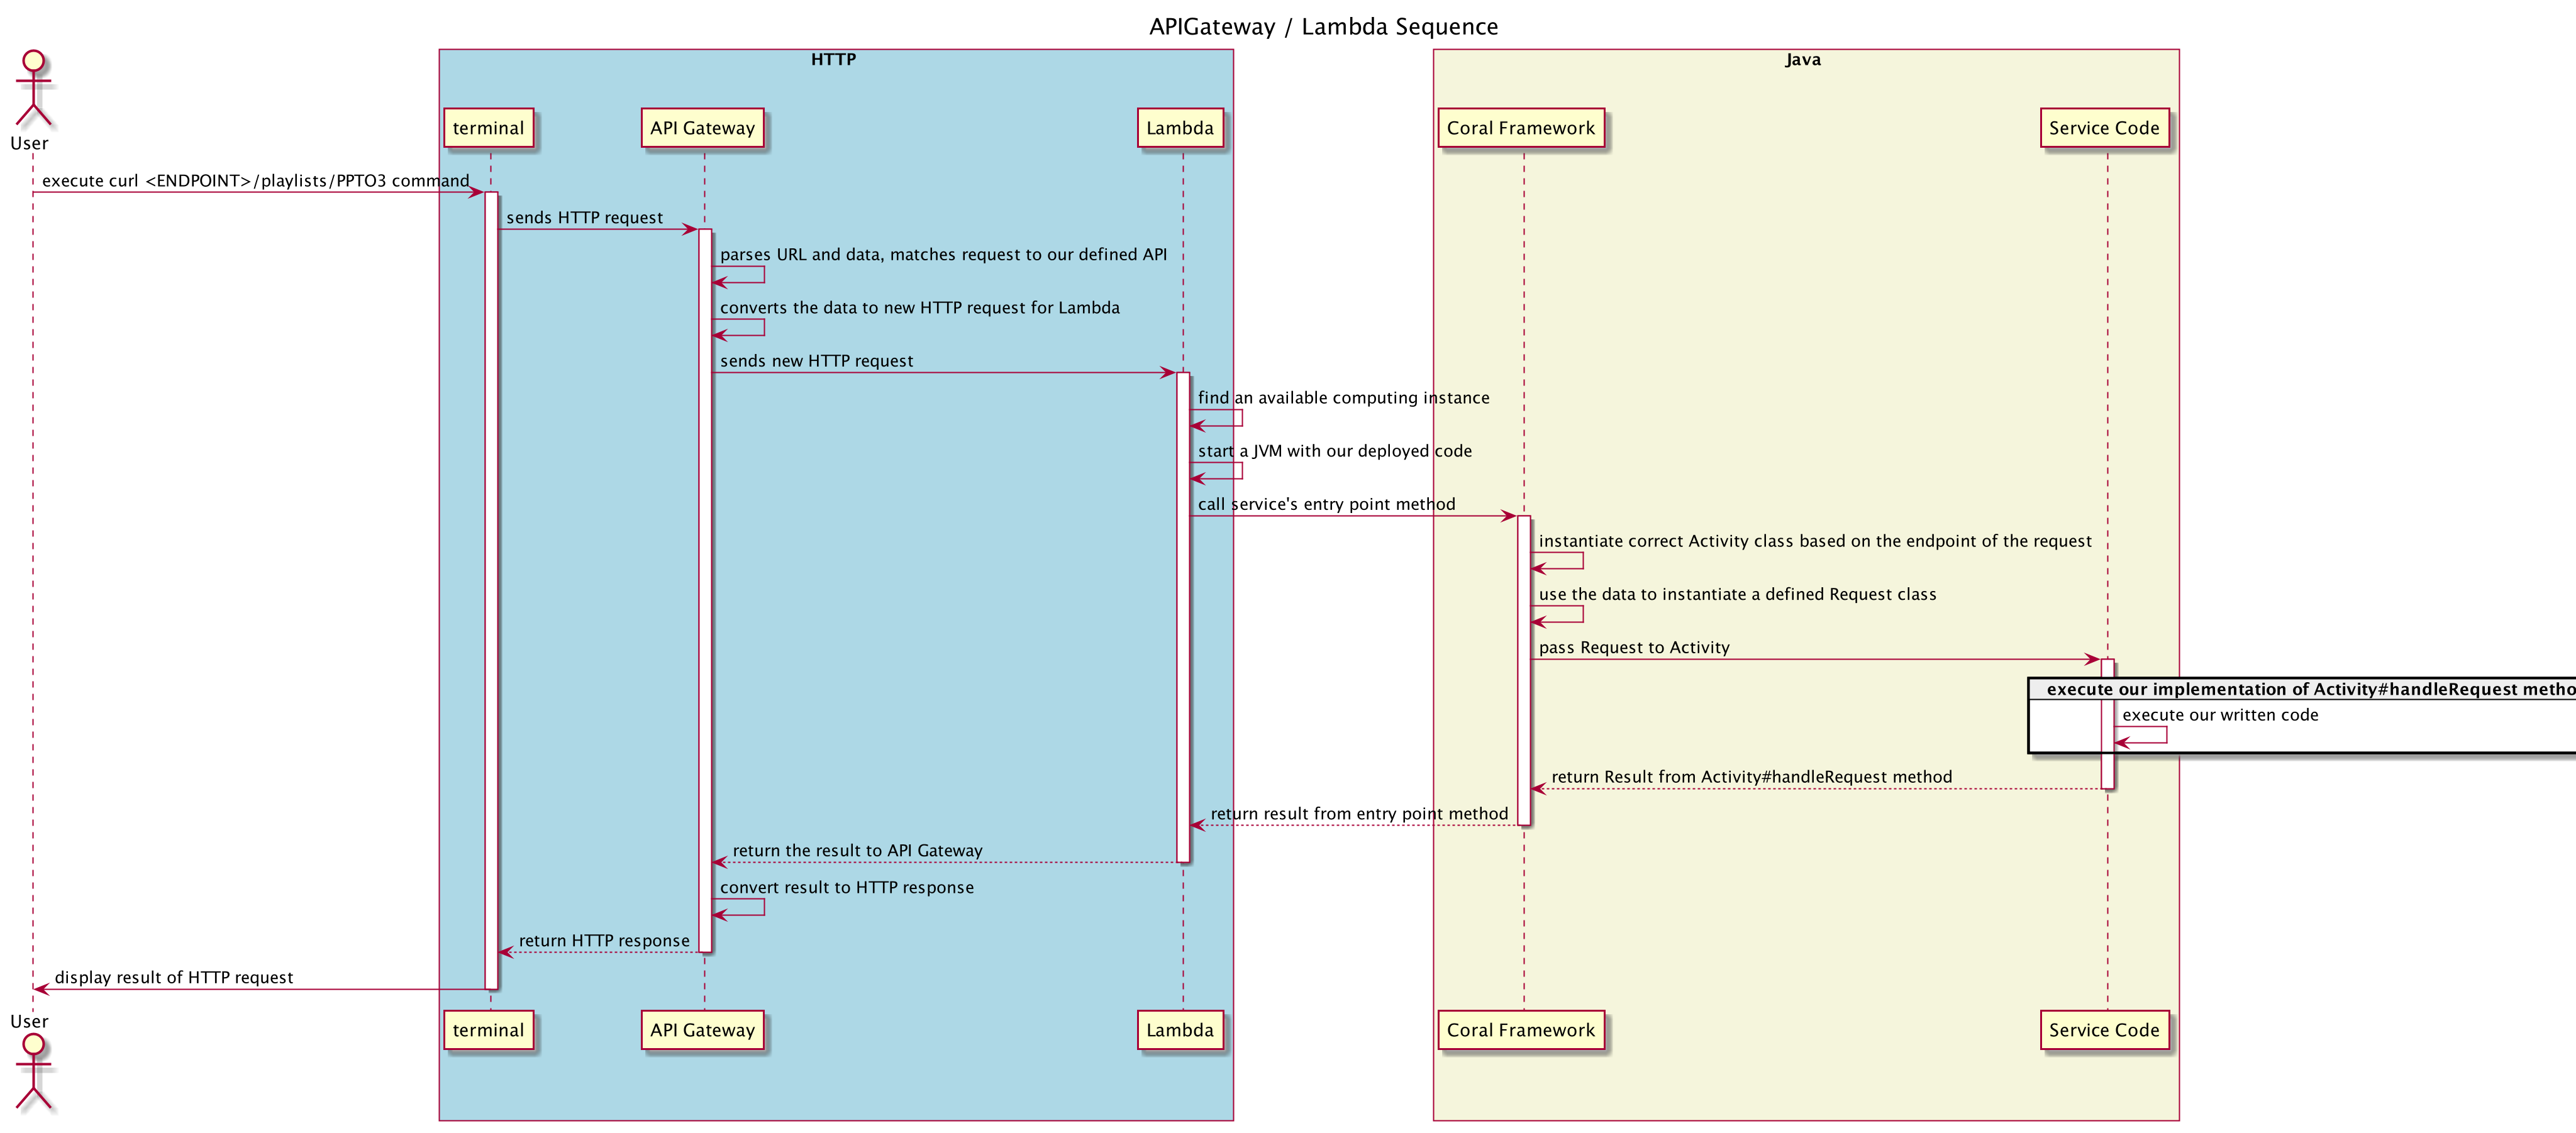 APIGateway / Lambda Sequence
HTTP
Java
User
terminal
API Gateway
Lambda
Coral Framework
Service Code
execute curl <ENDPOINT>/playlists/PPTO3 command
sends HTTP request
parses URL and data, matches request to our defined API
converts the data to new HTTP request for Lambda
sends new HTTP request
find an available computing instance
start a JVM with our deployed code
call service's entry point method
instantiate correct Activity class based on the endpoint of the request
use the data to instantiate a defined Request class
pass Request to Activity
execute our implementation of Activity#handleRequest metho
execute our written code
return Result from Activity#handleRequest method
return result from entry point method
return the result to API Gateway
convert result to HTTP response
return HTTP response
display result of HTTP request
User
terminal
API Gateway
Lambda
Coral Framework
Service Code